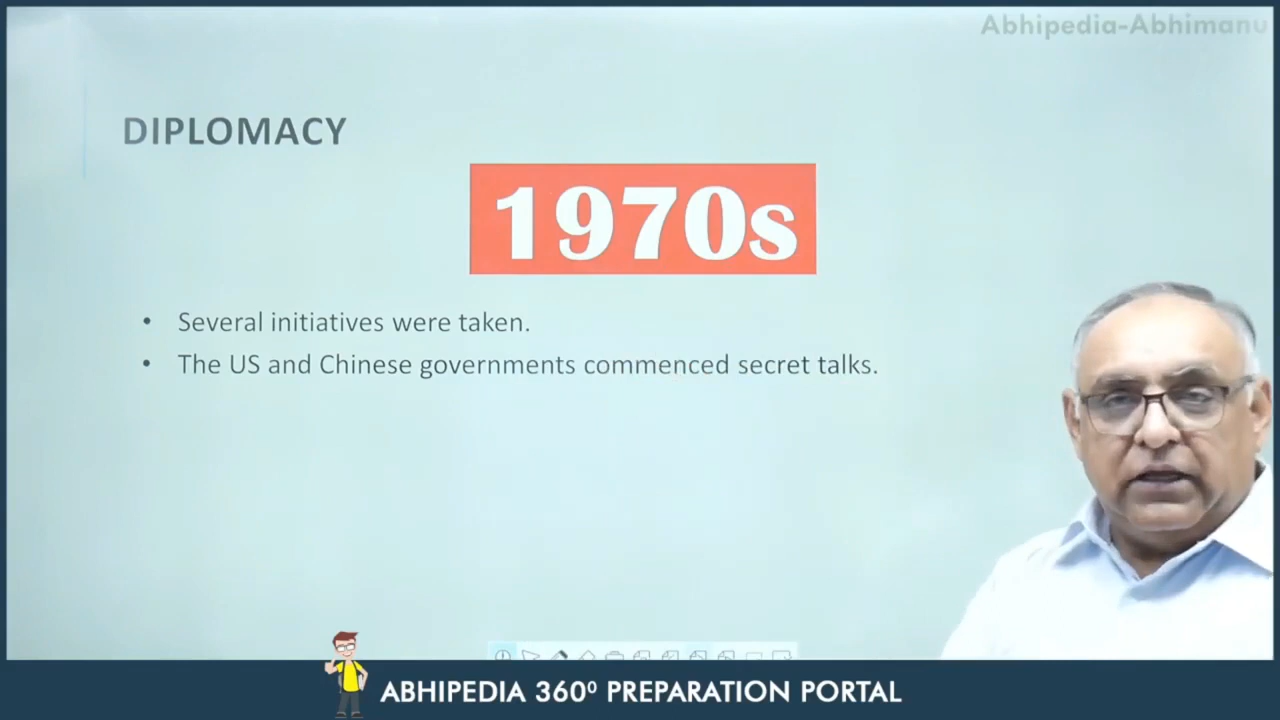 Abhipedia-Abhimanu
DIPLOMACY
1970s
• Several initiatives were taken.
• The US and Chinese governments commenced secret talks.
ABHIPEDIA 360º PREPARATION PORTAL